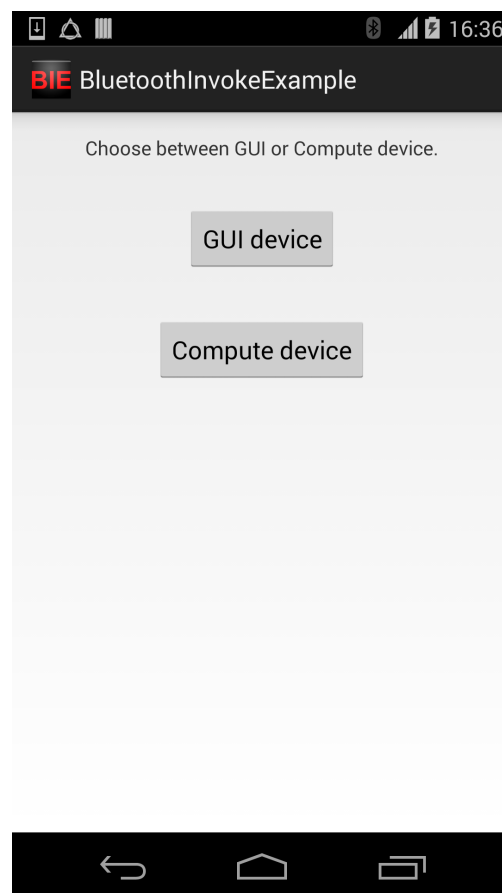 16:36
BIE BluetoothInvokeExample
Choose between GUI or Compute device.
GUI device
Compute device